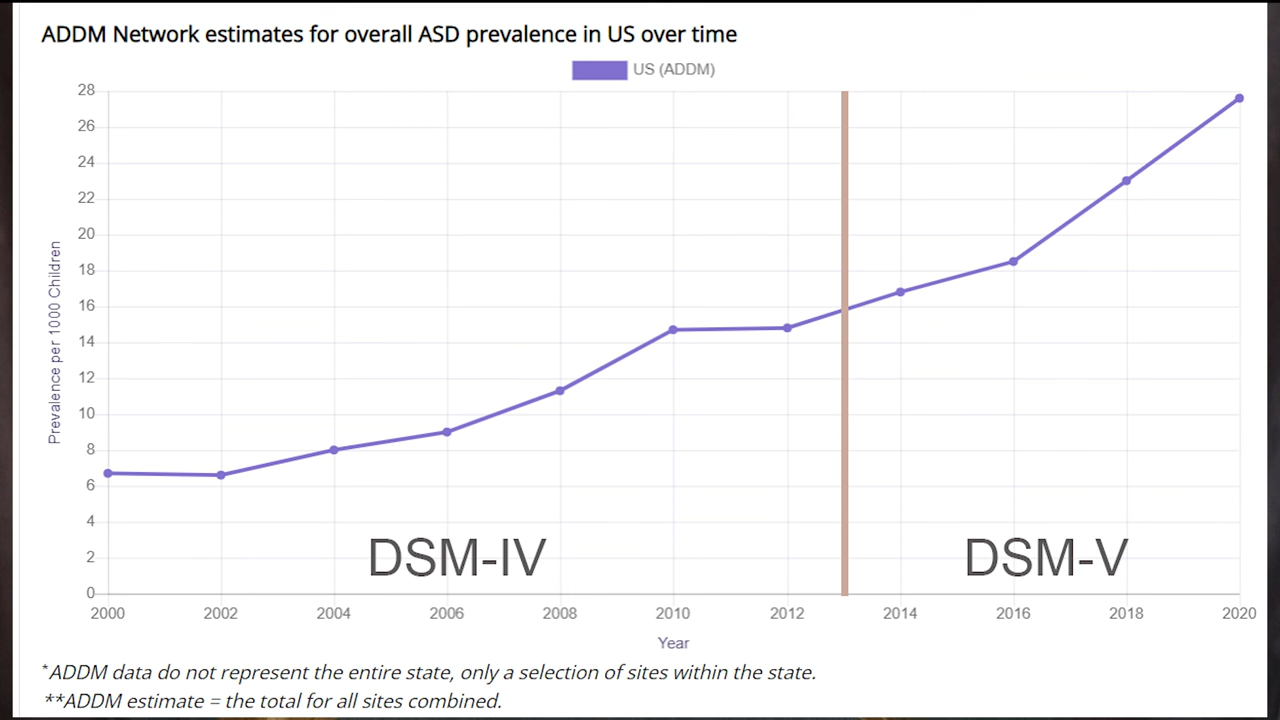 ADDM Network estimates for overall ASD prevalence in US over time
US (ADDM)
28
26
24
22
20
18
16
14
12
10
8
6
4
2
0
Prevalence per 1000 Children
DSM-IV
DSM-V
2000 2002 2004 2006 2008 2010 2012 2014 2016 2018 2020
Year
*ADDM data do not represent the entire state, only a selection of sites within the state.
**ADDM estimate = the total for all sites combined.